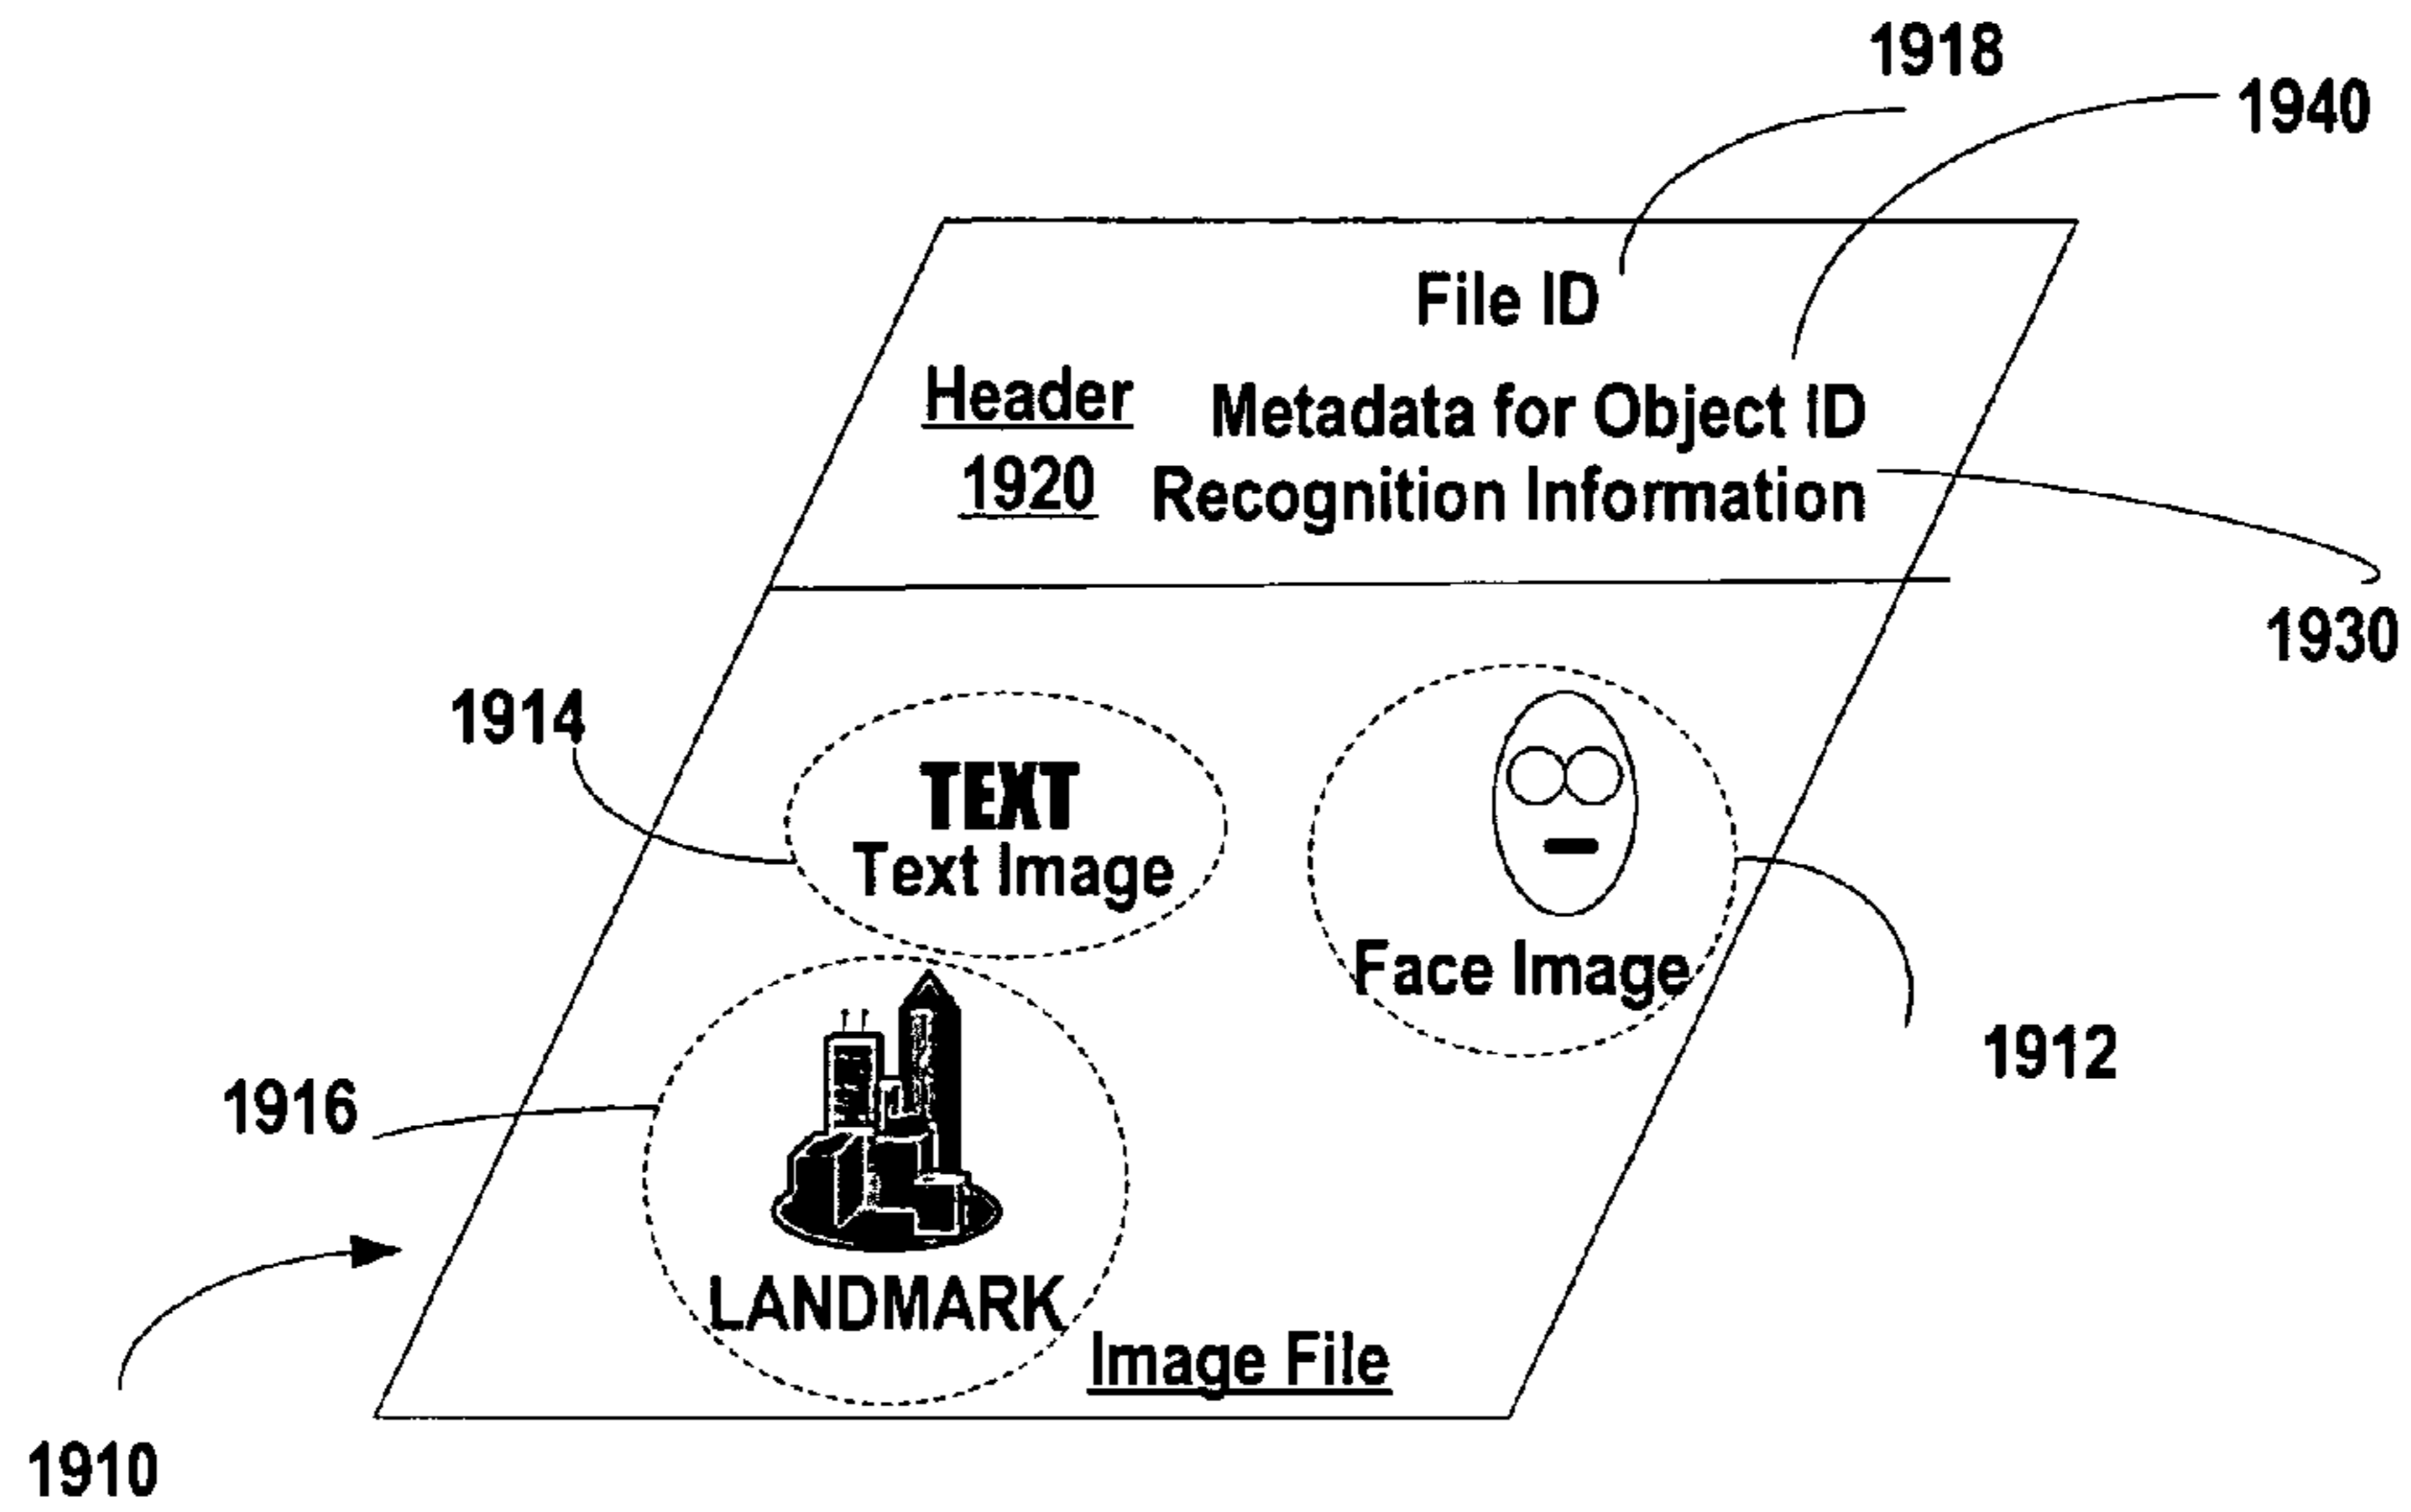 1918
1940
File ID
Header
1920
Metadata for Object ID
Recognition Information
1930
1914
TEXT
Text Image
Face Image
1912
1916
LANDMARK
Image File
1910